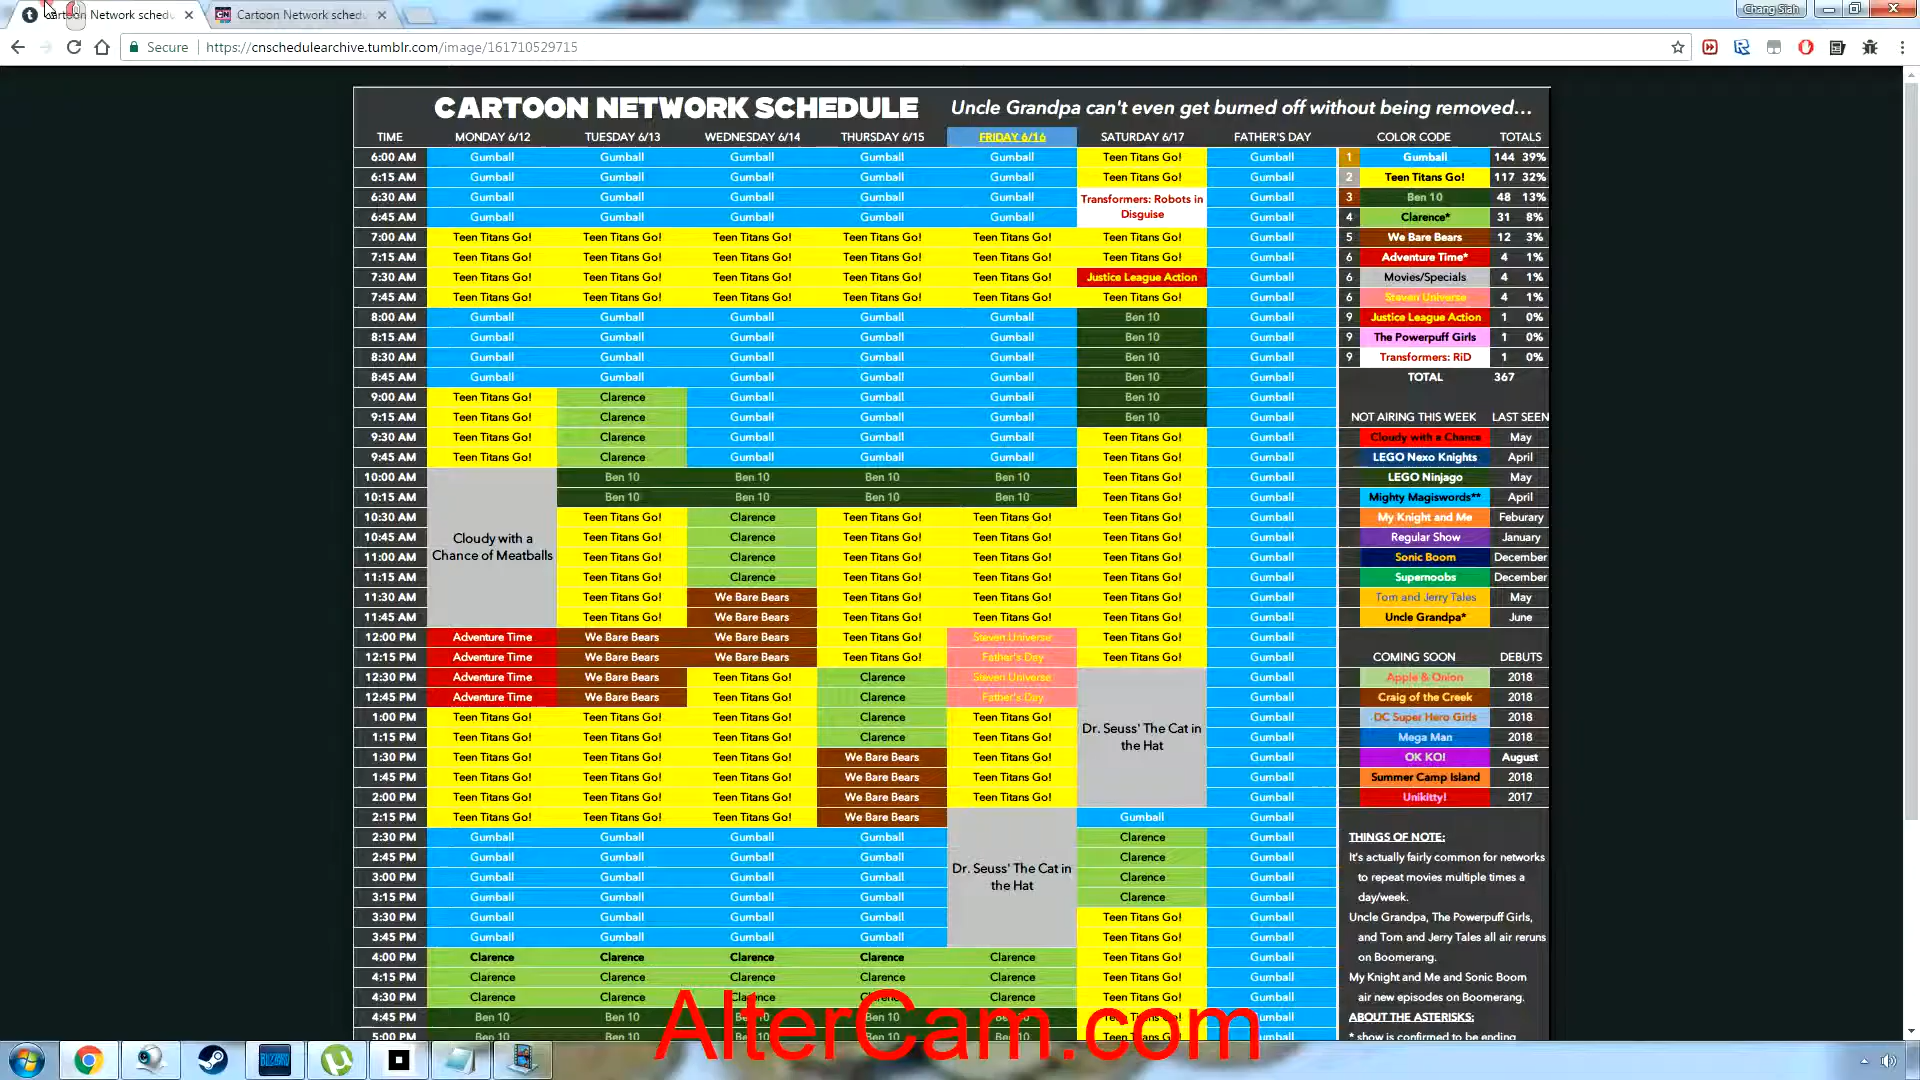 Cartoon Network schedu
Cartoon Network schedu
Chang Siah
Secure
https://cnschedulearchive.tumblr.com/image/161710529715
CARTOON NETWORK SCHEDULE Uncle Grandpa can't even get burned off without being removed...
TIME MONDAY 6/12 TUESDAY 6/13 WEDNESDAY 6/14 THURSDAY 6/15 FRIDAY 6/16 SATURDAY 6/17 FATHER'S DAY COLOR CODE TOTALS
6:00 AM Gumball Gumball Gumball Gumball Gumball Teen Titans Go! Gumball 1 Gumball 144 39%
6:15 AM Gumball Gumball Gumball Gumball Gumball Teen Titans Go! Gumball 2 Teen Titans Go! 117 32%
6:30 AM Gumball Gumball Gumball Gumball Gumball Transformers: Robots in Gumball 3 Ben 10 48 13%
6:45 AM Gumball Gumball Gumball Gumball Gumball Disguise Gumball 4 Clarence* 31 8%
7:00 AM Teen Titans Go! Teen Titans Go! Teen Titans Go! Teen Titans Go! Teen Titans Go! Teen Titans Go! Gumball 5 We Bare Bears 12 3%
7:15 AM Teen Titans Go! Teen Titans Go! Teen Titans Go! Teen Titans Go! Teen Titans Go! Teen Titans Go! Gumball 6 Adventure Time* 4 1%
7:30 AM Teen Titans Go! Teen Titans Go! Teen Titans Go! Teen Titans Go! Teen Titans Go! Justice League Action Gumball 6 Movies/Specials 4 1%
7:45 AM Teen Titans Go! Teen Titans Go! Teen Titans Go! Teen Titans Go! Teen Titans Go! Teen Titans Go! Gumball 6 Steven Universe 4 1%
8:00 AM Gumball Gumball Gumball Gumball Gumball Ben 10 Gumball 9 Justice League Action 1 0%
8:15 AM Gumball Gumball Gumball Gumball Gumball Ben 10 Gumball 9 The Powerpuff Girls 1 0%
8:30 AM Gumball Gumball Gumball Gumball Gumball Ben 10 Gumball 9 Transformers: RiD 1 0%
8:45 AM Gumball Gumball Gumball Gumball Gumball Ben 10 Gumball TOTAL 367
9:00 AM Teen Titans Go! Clarence Gumball Gumball Gumball Ben 10 Gumball
9:15 AM Teen Titans Go! Clarence Gumball Gumball Gumball Ben 10 Gumball NOT AIRING THIS WEEK LAST SEEN
9:30 AM Teen Titans Go! Clarence Gumball Gumball Gumball Teen Titans Go! Gumball Cloudy with a Chance May
9:45 AM Teen Titans Go! Clarence Gumball Gumball Gumball Teen Titans Go! Gumball LEGO Nexo Knights April
10:00 AM Ben 10 Ben 10 Ben 10 Ben 10 Teen Titans Go! Gumball LEGO Ninjago May
10:15 AM Ben 10 Ben 10 Ben 10 Ben 10 Teen Titans Go! Gumball Mighty Magiswords** April
10:30 AM Teen Titans Go! Clarence Teen Titans Go! Teen Titans Go! Teen Titans Go! Gumball My Knight and Me Feburary
10:45 AM Cloudy with a Teen Titans Go! Clarence Teen Titans Go! Teen Titans Go! Teen Titans Go! Gumball Regular Show January
11:00 AM Chance of Meatballs Teen Titans Go! Clarence Teen Titans Go! Teen Titans Go! Teen Titans Go! Gumball Sonic Boom December
11:15 AM Teen Titans Go! Clarence Teen Titans Go! Teen Titans Go! Teen Titans Go! Gumball Supernoobs December
11:30 AM Teen Titans Go! We Bare Bears Teen Titans Go! Teen Titans Go! Teen Titans Go! Gumball Tom and Jerry Tales May
11:45 AM Teen Titans Go! We Bare Bears Teen Titans Go! Teen Titans Go! Teen Titans Go! Gumball Uncle Grandpa* June
12:00 PM Adventure Time We Bare Bears We Bare Bears Teen Titans Go! Steven Universe Teen Titans Go! Gumball
12:15 PM Adventure Time We Bare Bears We Bare Bears Teen Titans Go! Father's Day Teen Titans Go! Gumball COMING SOON DEBUTS
12:30 PM Adventure Time We Bare Bears Teen Titans Go! Clarence Steven Universe Gumball Apple & Onion 2018
12:45 PM Adventure Time We Bare Bears Teen Titans Go! Clarence Father's Day Gumball Craig of the Creek 2018
1:00 PM Teen Titans Go! Teen Titans Go! Teen Titans Go! Clarence Teen Titans Go! Dr. Seuss' The Cat in Gumball DC Super Hero Girls 2018
1:15 PM Teen Titans Go! Teen Titans Go! Teen Titans Go! Clarence Teen Titans Go! the Hat Gumball Mega Man 2018
1:30 PM Teen Titans Go! Teen Titans Go! Teen Titans Go! We Bare Bears Teen Titans Go! Gumball OK KO! August
1:45 PM Teen Titans Go! Teen Titans Go! Teen Titans Go! We Bare Bears Teen Titans Go! Gumball Summer Camp Island 2018
2:00 PM Teen Titans Go! Teen Titans Go! Teen Titans Go! We Bare Bears Teen Titans Go! Gumball Unikitty! 2017
2:15 PM Teen Titans Go! Teen Titans Go! Teen Titans Go! We Bare Bears Gumball Gumball
2:30 PM Gumball Gumball Gumball Gumball Clarence Gumball THINGS OF NOTE:
2:45 PM Gumball Gumball Gumball Gumball Clarence Gumball It's actually fairly common for networks
3:00 PM Gumball Gumball Gumball Gumball Dr. Seuss' The Cat in Clarence Gumball to repeat movies multiple times a
3:15 PM Gumball Gumball Gumball Gumball the Hat Clarence Gumball day/week.
3:30 PM Gumball Gumball Gumball Gumball Teen Titans Go! Gumball Uncle Grandpa, The Powerpuff Girls,
3:45 PM Gumball Gumball Gumball Gumball Teen Titans Go! Gumball and Tom and Jerry Tales all air reruns
4:00 PM Clarence Clarence Clarence Clarence Clarence Teen Titans Go! Gumball on Boomerang.
4:15 PM Clarence Clarence Clarence Clarence Clarence Teen Titans Go! Gumball My Knight and Me and Sonic Boom
4:30 PM Clarence Clarence Clarence Clarence Clarence Teen Titans Go! Gumball air new episodes on Boomerang.
4:45 PM Ben 10 Ben 10 Ben 10 Ben 10 Ben 10 Teen Titans Go! Gumball ABOUT THE ASTERISKS:
5:00 PM Ben 10 Ben 10 Ben 10 Ben 10 Ben 10 Teen Titans Go! Gumball * show is confirmed to be ending
AlterCam.com
BLIZZARD